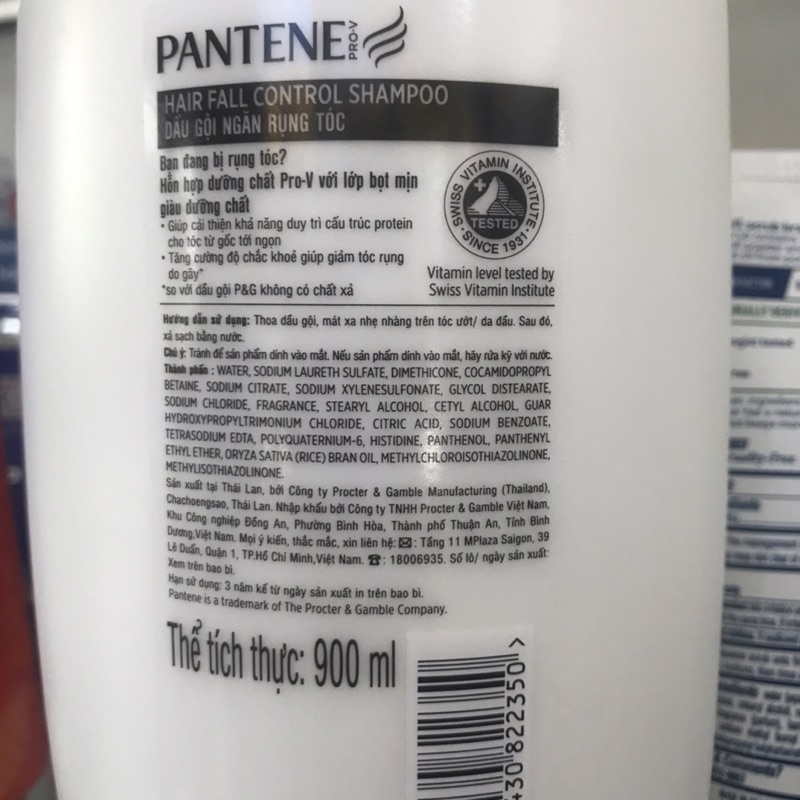 PANTENE PRO-V
HAIR FALL CONTROL SHAMPOO
DẦU GỘI NGĂN RỤNG TÓC
Bạn đang bị rụng tóc?
Hỗn hợp dưỡng chất Pro-V với lớp bọt mịn
giàu dưỡng chất
• Giúp cải thiện khả năng duy trì cấu trúc protein
cho tóc từ gốc tới ngọn
• Tăng cường độ chắc khoẻ giúp giảm tóc rụng
do gãy*
*so với dầu gội P&G không có chất xả
SWISS VITAMIN INSTITUTE
TESTED
• SINCE 1931 •
Vitamin level tested by
Swiss Vitamin Institute
Hướng dẫn sử dụng: Thoa dầu gội, mát xa nhẹ nhàng trên tóc ướt/ da đầu. Sau đó,
xả sạch bằng nước.
Chú ý: Tránh để sản phẩm dính vào mắt. Nếu sản phẩm dính vào mắt, hãy rửa kỹ với nước.
Thành phần : WATER, SODIUM LAURETH SULFATE, DIMETHICONE, COCAMIDOPROPYL
BETAINE, SODIUM CITRATE, SODIUM XYLENESULFONATE, GLYCOL DISTEARATE,
SODIUM CHLORIDE, FRAGRANCE, STEARYL ALCOHOL, CETYL ALCOHOL, GUAR
HYDROXYPROPYLTRIMONIUM CHLORIDE, CITRIC ACID, SODIUM BENZOATE,
TETRASODIUM EDTA, POLYQUATERNIUM-6, HISTIDINE, PANTHENOL, PANTHENYL
ETHYL ETHER, ORYZA SATIVA (RICE) BRAN OIL, METHYLCHLOROISOTHIAZOLINONE,
METHYLISOTHIAZOLINONE.
Sản xuất tại Thái Lan, bởi Công ty Procter & Gamble Manufacturing (Thailand),
Chachoengsao, Thái Lan. Nhập khẩu bởi Công ty TNHH Procter & Gamble Việt Nam,
Khu Công nghiệp Đồng An, Phường Bình Hòa, Thành phố Thuận An, Tỉnh Bình
Dương,Việt Nam. Mọi ý kiến, thắc mắc, xin liên hệ: ✉: Tầng 11 MPlaza Saigon, 39
Lê Duẩn, Quận 1, TP.Hồ Chí Minh,Việt Nam. ☎: 18006935. Số lô/ ngày sản xuất:
Xem trên bao bì.
Hạn sử dụng: 3 năm kể từ ngày sản xuất in trên bao bì.
Pantene is a trademark of The Procter & Gamble Company.
Thể tích thực: 900 ml
430 822350 >